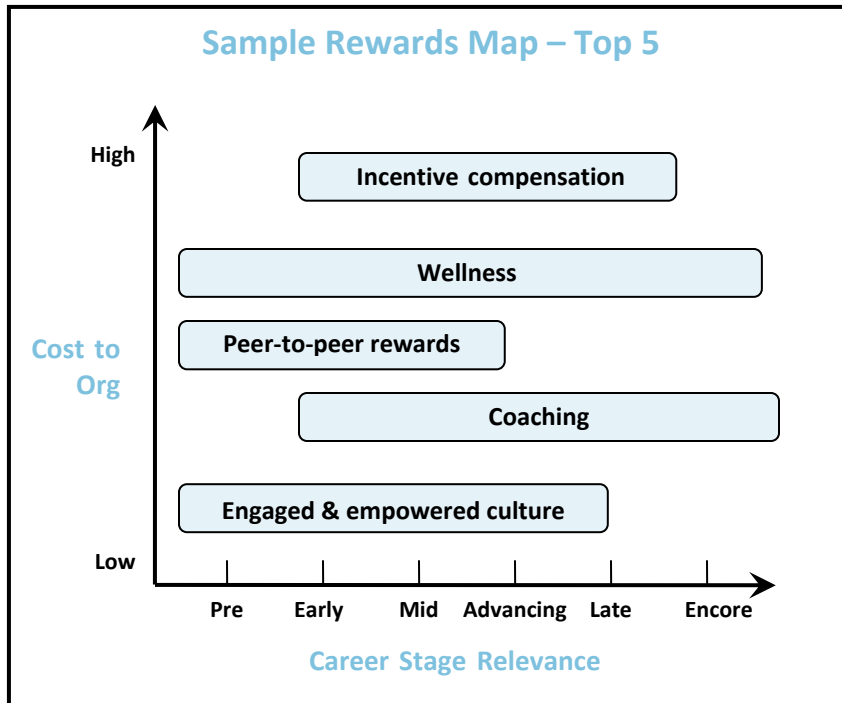 Sample Rewards Map – Top 5
High
Incentive compensation
Wellness
Peer-to-peer rewards
Cost to
Org
Coaching
Engaged & empowered culture
Low
Pre Early Mid Advancing Late Encore
Career Stage Relevance